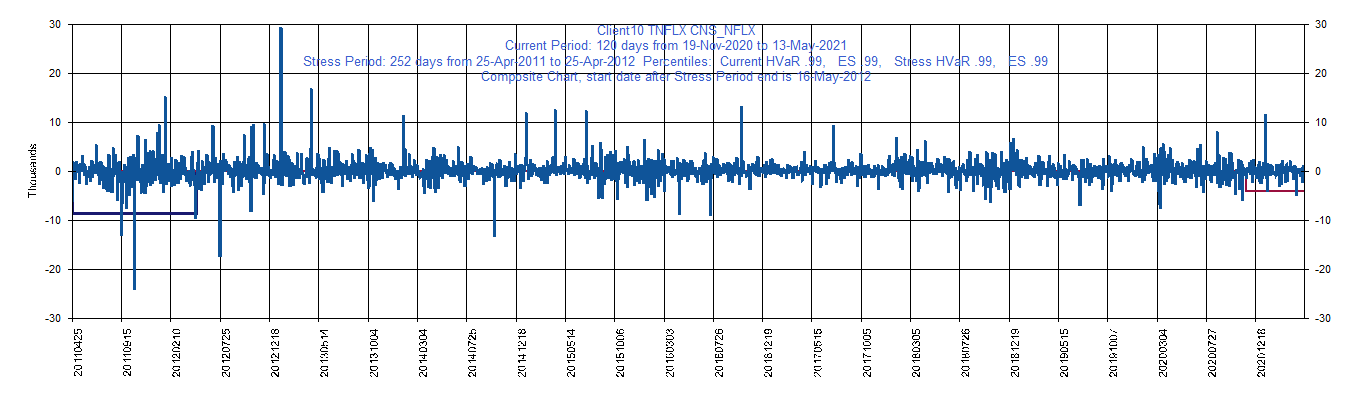 Client10 TNFLX CNS_NFLX
Current Period: 120 days from 19-Nov-2020 to 13-May-2021
Stress Period: 252 days from 25-Apr-2011 to 25-Apr-2012 Percentiles: Current HVaR .99, ES .99, Stress HVaR .99, ES .99
Composite Chart, start date after Stress Period end is 16-May-2012
30 30
20 20
10 10
0 0
-10 -10
-20 -20
-30 -30
Thousands
20110425 20110915 20120210 20120725 20121218 20130514 20131004 20140304 20140725 20141218 20150514 20151006 20160303 20160726 20161219 20170515 20171005 20180305 20180726 20181219 20190515 20191007 20200304 20200727 20201218